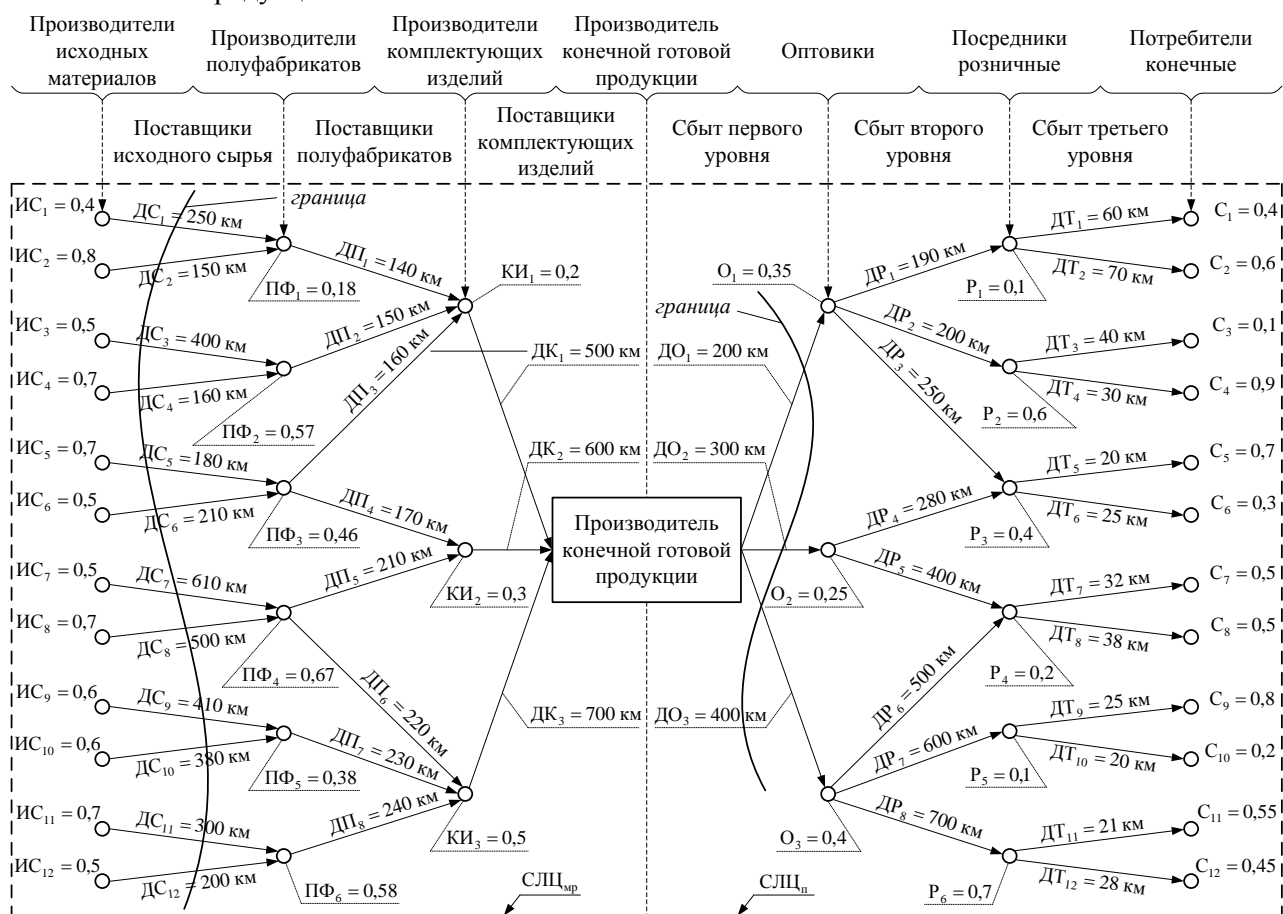 Производители
исходных
материалов
Производители
полуфабрикатов
Производители
комплектующих
изделий
Производитель
конечной готовой
продукции
Оптовики
Посредники
розничные
Потребители
конечные
Поставщики
исходного сырья
Поставщики
полуфабрикатов
Поставщики
комплектующих
изделий
Сбыт первого
уровня
Сбыт второго
уровня
Сбыт третьего
уровня
граница
ИС₁ = 0,4
ИС₂ = 0,8
ИС₃ = 0,5
ИС₄ = 0,7
ИС₅ = 0,7
ИС₆ = 0,5
ИС₇ = 0,5
ИС₈ = 0,7
ИС₉ = 0,6
ИС₁₀ = 0,6
ИС₁₁ = 0,7
ИС₁₂ = 0,5
ДС₁ = 250 км
ДС₂ = 150 км
ДС₃ = 400 км
ДС₄ = 160 км
ДС₅ = 180 км
ДС₆ = 210 км
ДС₇ = 610 км
ДС₈ = 500 км
ДС₉ = 410 км
ДС₁₀ = 380 км
ДС₁₁ = 300 км
ДС₁₂ = 200 км
ПФ₁ = 0,18
ПФ₂ = 0,57
ПФ₃ = 0,46
ПФ₄ = 0,67
ПФ₅ = 0,38
ПФ₆ = 0,58
ДП₁ = 140 км
ДП₂ = 150 км
ДП₃ = 160 км
ДП₄ = 170 км
ДП₅ = 210 км
ДП₆ = 220 км
ДП₇ = 230 км
ДП₈ = 240 км
КИ₁ = 0,2
КИ₂ = 0,3
КИ₃ = 0,5
ДК₁ = 500 км
ДК₂ = 600 км
ДК₃ = 700 км
Производитель
конечной готовой
продукции
граница
ДО₁ = 200 км
ДО₂ = 300 км
ДО₃ = 400 км
О₁ = 0,35
О₂ = 0,25
О₃ = 0,4
ДР₁ = 190 км
ДР₂ = 200 км
ДР₃ = 250 км
ДР₄ = 280 км
ДР₅ = 400 км
ДР₆ = 500 км
ДР₇ = 600 км
ДР₈ = 700 км
Р₁ = 0,1
Р₂ = 0,6
Р₃ = 0,4
Р₄ = 0,2
Р₅ = 0,1
Р₆ = 0,7
ДТ₁ = 60 км
ДТ₂ = 70 км
ДТ₃ = 40 км
ДТ₄ = 30 км
ДТ₅ = 20 км
ДТ₆ = 25 км
ДТ₇ = 32 км
ДТ₈ = 38 км
ДТ₉ = 25 км
ДТ₁₀ = 20 км
ДТ₁₁ = 21 км
ДТ₁₂ = 28 км
С₁ = 0,4
С₂ = 0,6
С₃ = 0,1
С₄ = 0,9
С₅ = 0,7
С₆ = 0,3
С₇ = 0,5
С₈ = 0,5
С₉ = 0,8
С₁₀ = 0,2
С₁₁ = 0,55
С₁₂ = 0,45
СЛЦмр
СЛЦп